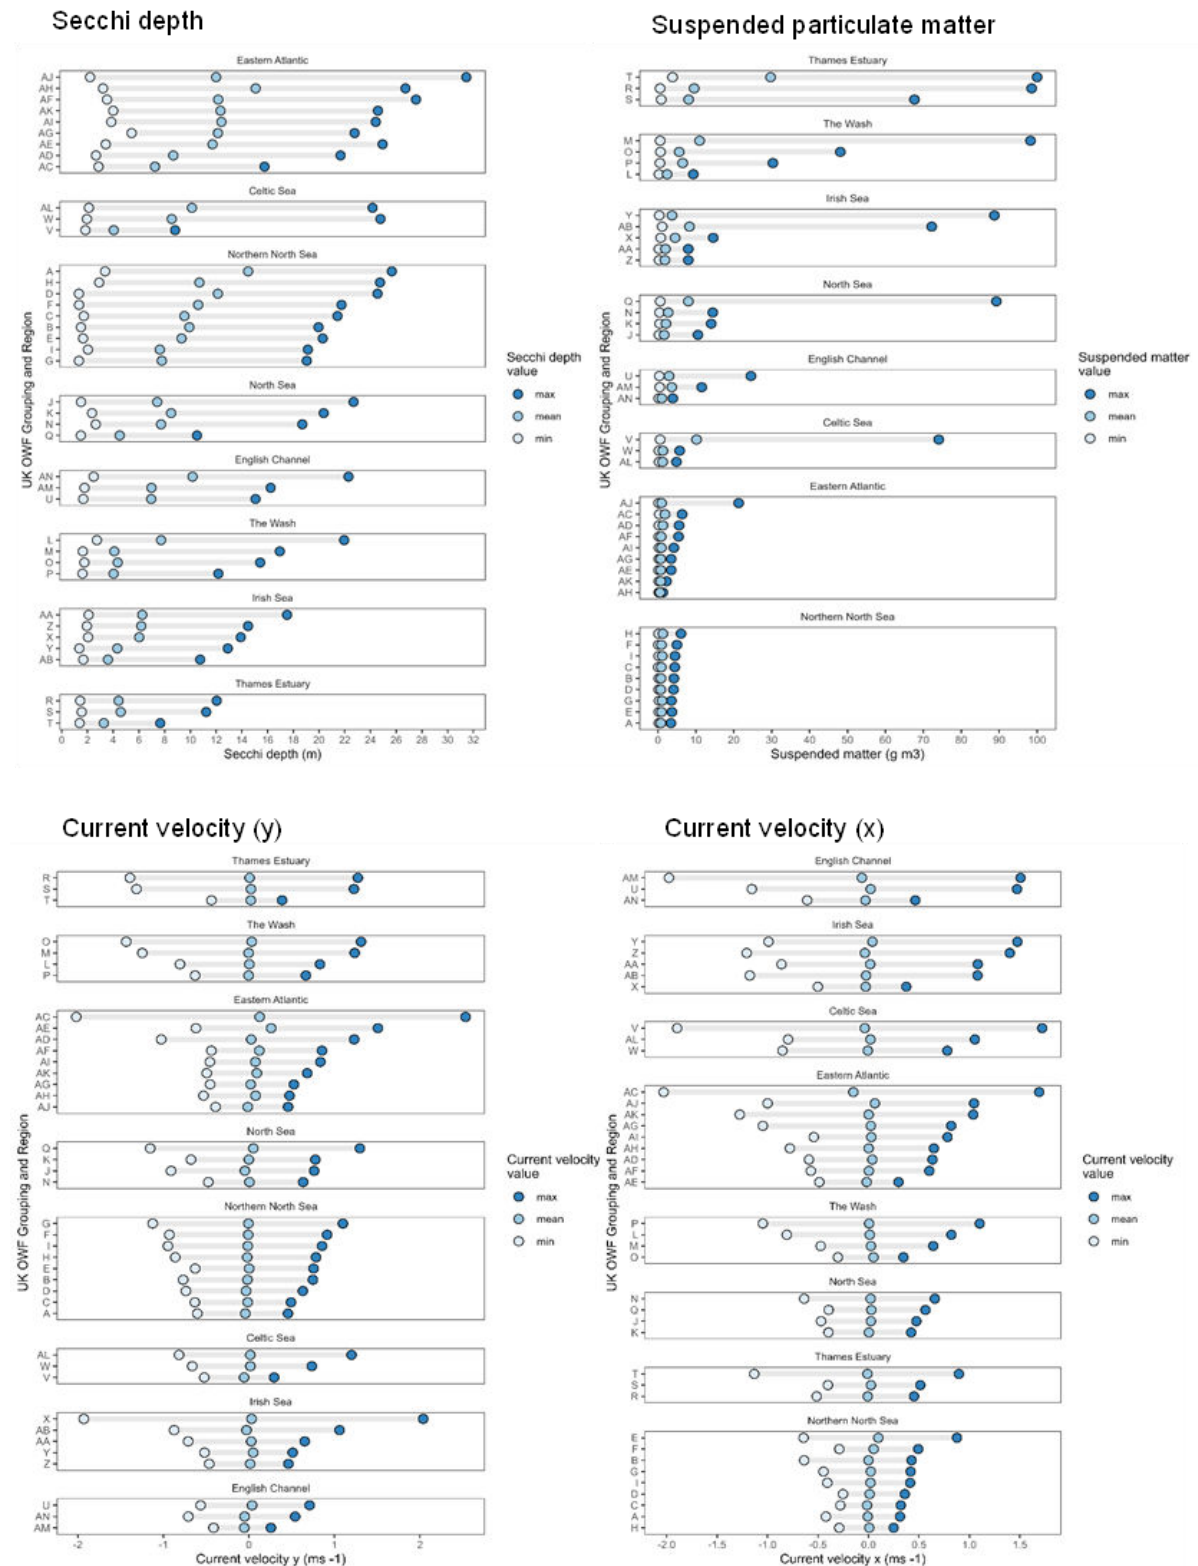 Secchi depth
Eastern Atlantic
AJ
AH
AF
AK
AI
AG
AE
AD
AC
Celtic Sea
AL
W
V
Northern North Sea
A
H
D
F
C
B
E
I
G
North Sea
J
K
N
Q
English Channel
AN
AM
U
The Wash
L
M
O
P
Irish Sea
AA
Z
X
Y
AB
Thames Estuary
R
S
T
0 2 4 6 8 10 12 14 16 18 20 22 24 26 28 30 32
Secchi depth (m)
UK OWF Grouping and Region
Secchi depth
value
max
mean
min
Suspended particulate matter
Thames Estuary
T
R
S
The Wash
M
O
P
L
Irish Sea
Y
AB
X
AA
Z
North Sea
Q
N
K
J
English Channel
U
AM
AN
Celtic Sea
V
W
AL
Eastern Atlantic
AJ
AC
AD
AF
AI
AG
AE
AK
AH
Northern North Sea
H
F
I
C
B
D
G
E
A
0 10 20 30 40 50 60 70 80 90 100
Suspended matter (g m3)
UK OWF Grouping and Region
Suspended matter
value
max
mean
min
Current velocity (y)
Thames Estuary
R
S
T
The Wash
O
M
L
P
Eastern Atlantic
AC
AE
AD
AF
AI
AK
AG
AH
AJ
North Sea
Q
K
J
N
Northern North Sea
G
F
I
H
E
B
D
C
A
Celtic Sea
AL
W
V
Irish Sea
X
AB
AA
Y
Z
English Channel
U
AN
AM
-2 -1 0 1 2
Current velocity y (ms -1)
UK OWF Grouping and Region
Current velocity
value
max
mean
min
Current velocity (x)
English Channel
AM
U
AN
Irish Sea
Y
Z
AA
AB
X
Celtic Sea
V
AL
W
Eastern Atlantic
AC
AJ
AK
AG
AI
AH
AD
AF
AE
The Wash
P
L
M
O
North Sea
N
Q
J
K
Thames Estuary
T
S
R
Northern North Sea
E
F
B
G
I
D
C
A
H
-2.0 -1.5 -1.0 -0.5 0.0 0.5 1.0 1.5
Current velocity x (ms -1)
UK OWF Grouping and Region
Current velocity
value
max
mean
min